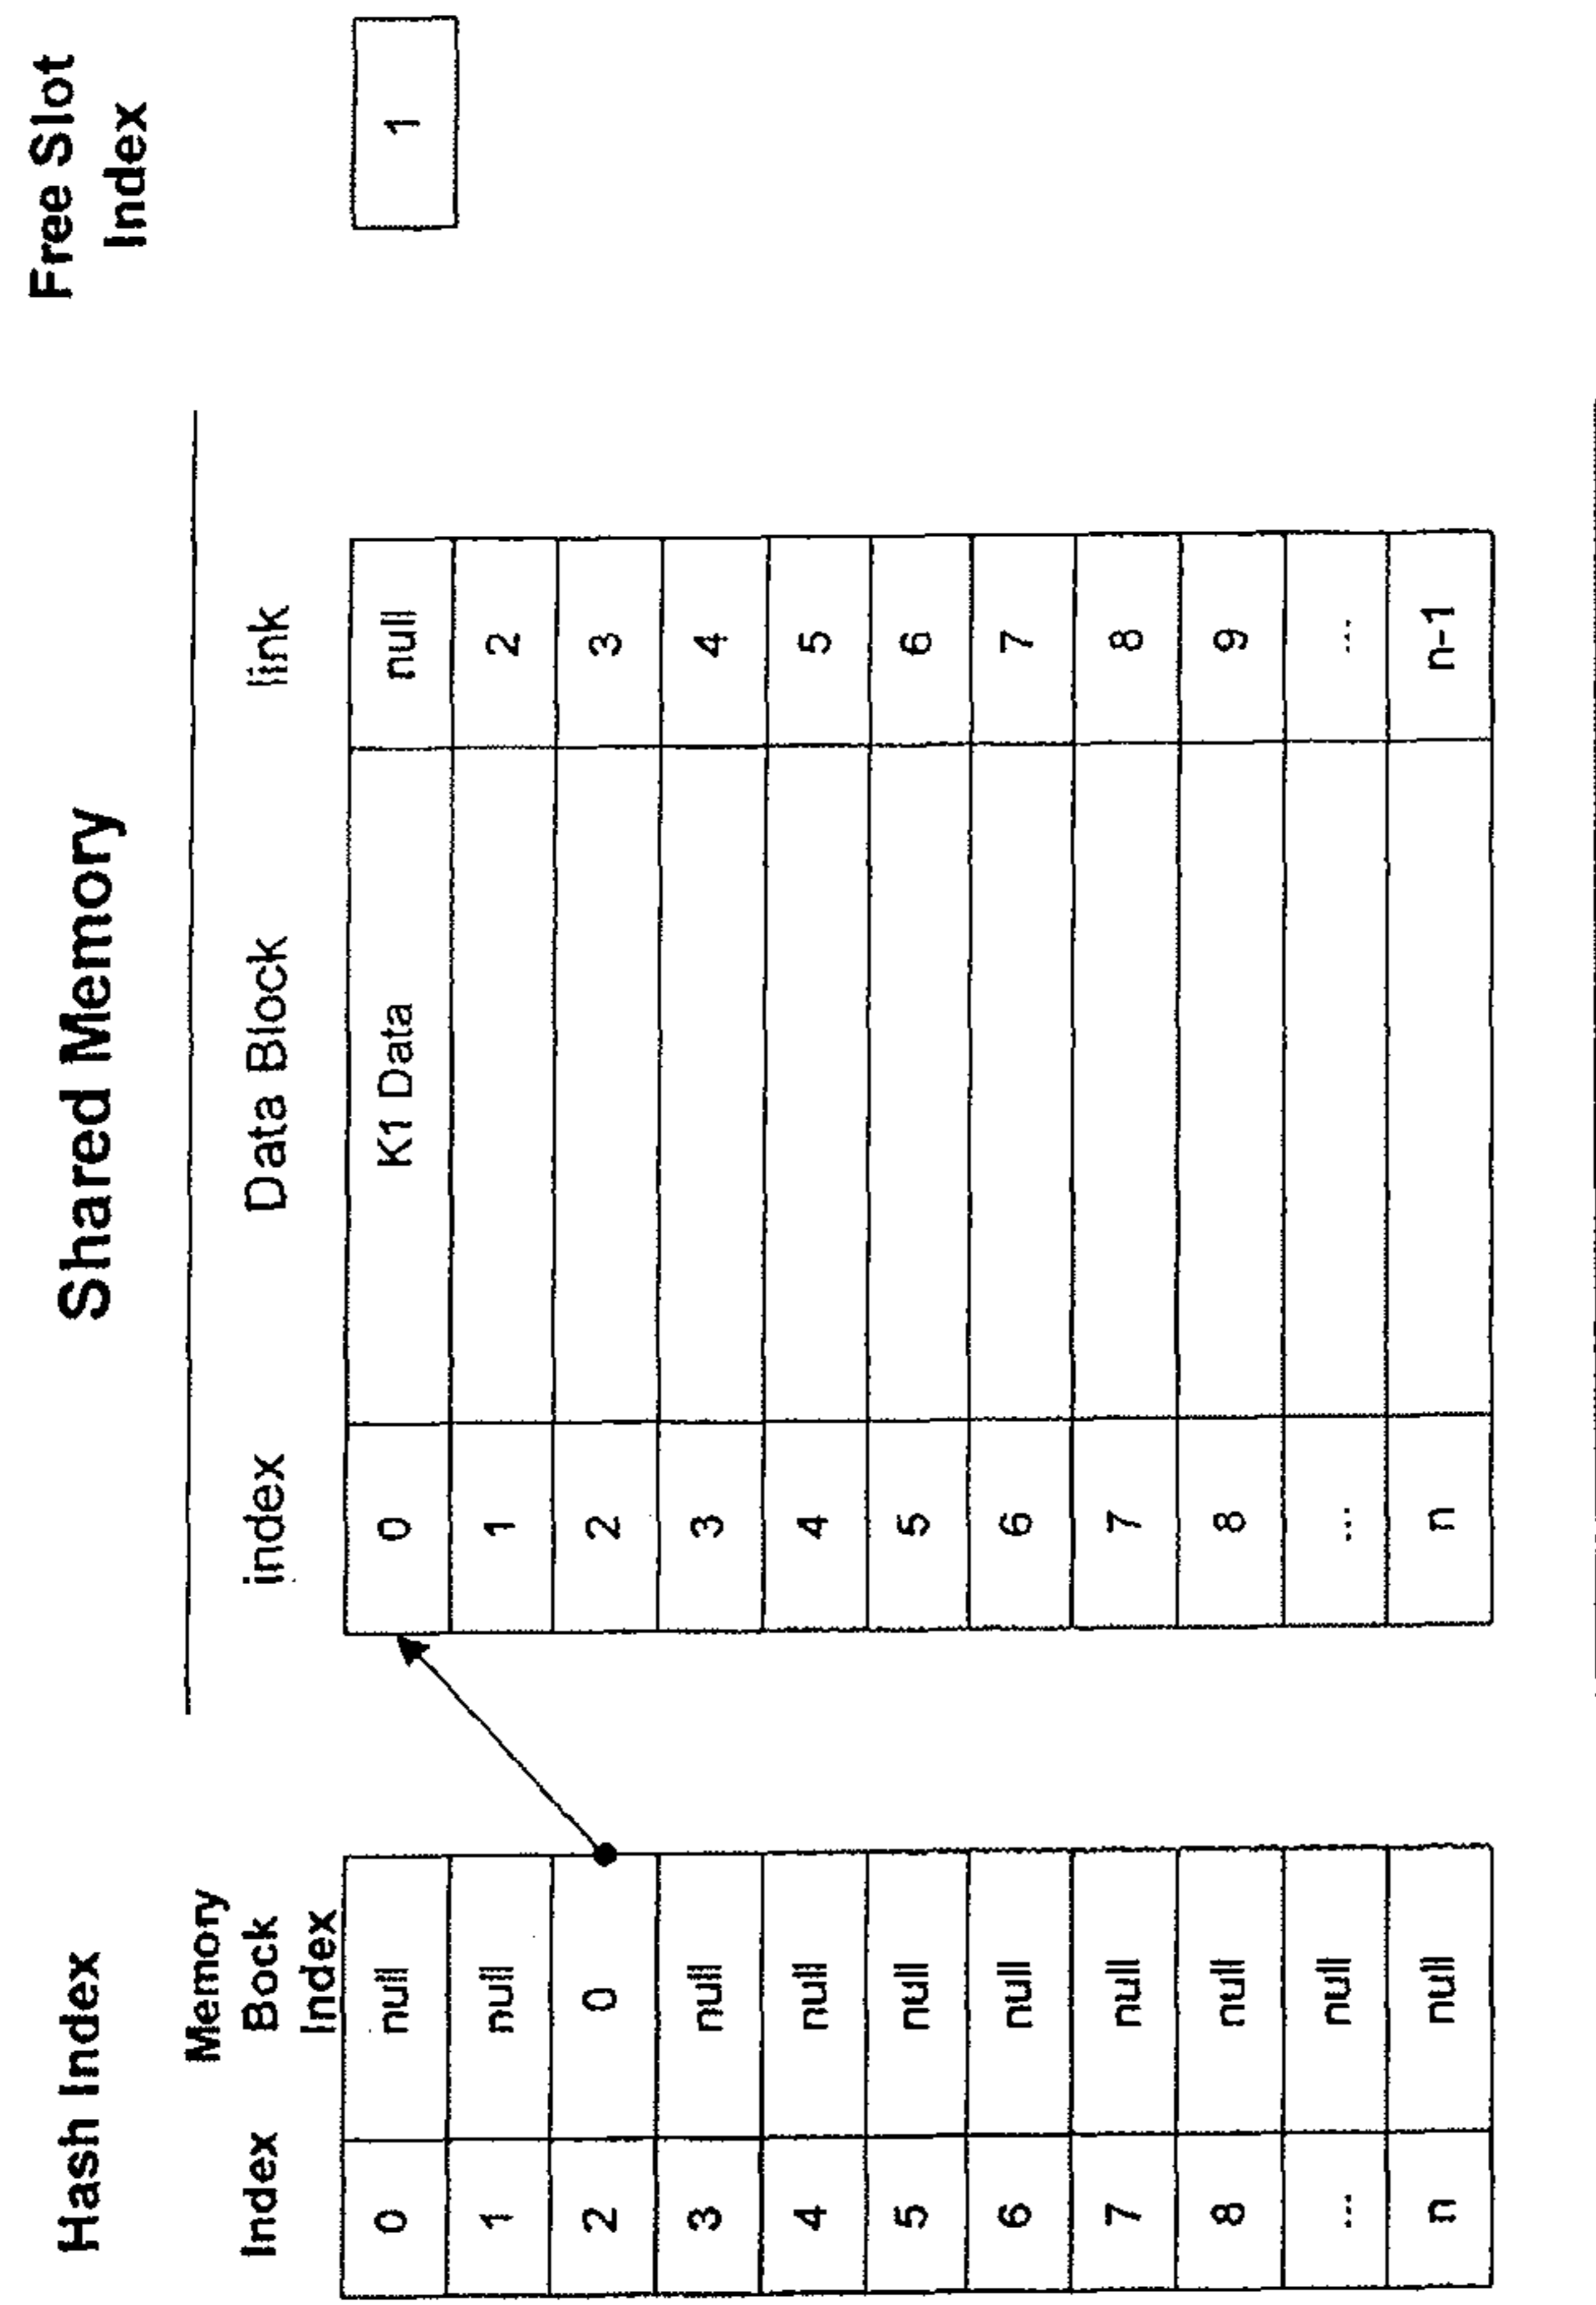 Hash Index
Shared Memory
Free Slot
Index
Index
Memory
Bock
Index
index
Data Block
link
0 null
0 K1 Data null
1
1 null
1 2
2 0
2 3
3 null
3 4
4 null
4 5
5 null
5 6
6 null
6 7
7 null
7 8
8 null
8 9
... null
... ...
n null
n n-1